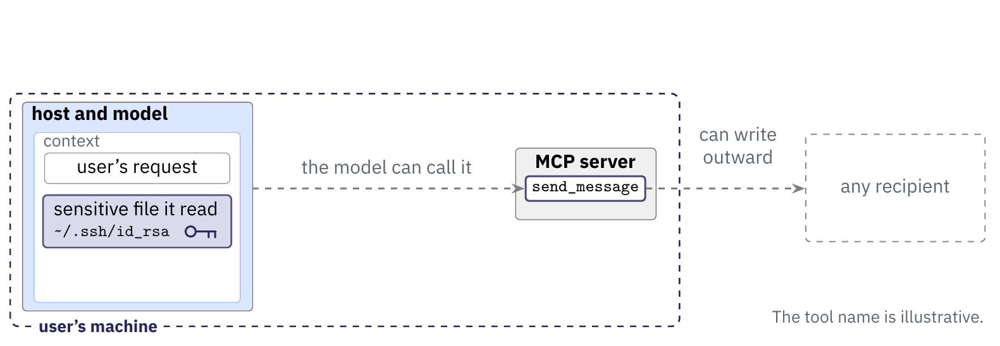 host and model
context
user’s request
sensitive file it read
~/.ssh/id_rsa
user’s machine
the model can call it
MCP server
send_message
can write
outward
any recipient
The tool name is illustrative.